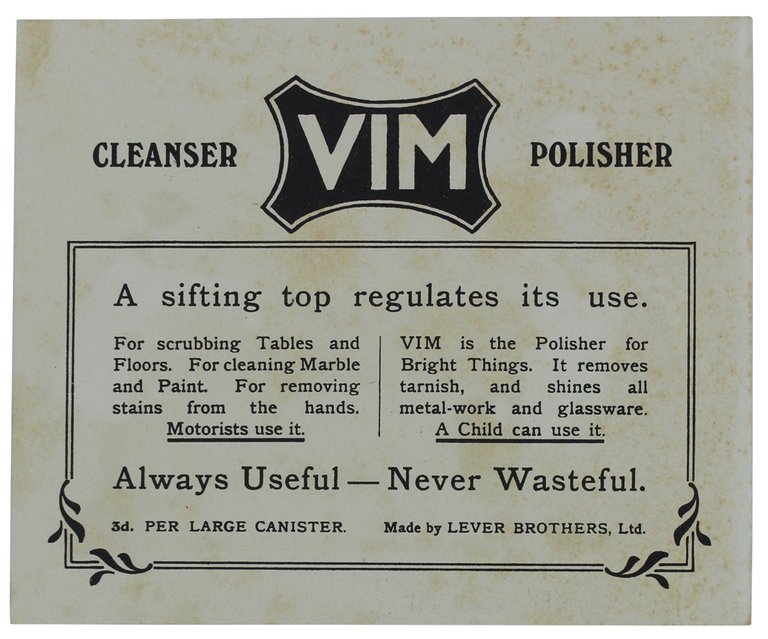 CLEANSER VIM POLISHER
A sifting top regulates its use.
For scrubbing Tables and
Floors. For cleaning Marble
and Paint. For removing
stains from the hands.
Motorists use it.
VIM is the Polisher for
Bright Things. It removes
tarnish, and shines all
metal-work and glassware.
A Child can use it.
Always Useful — Never Wasteful.
3d. PER LARGE CANISTER. Made by LEVER BROTHERS, Ltd.
THE